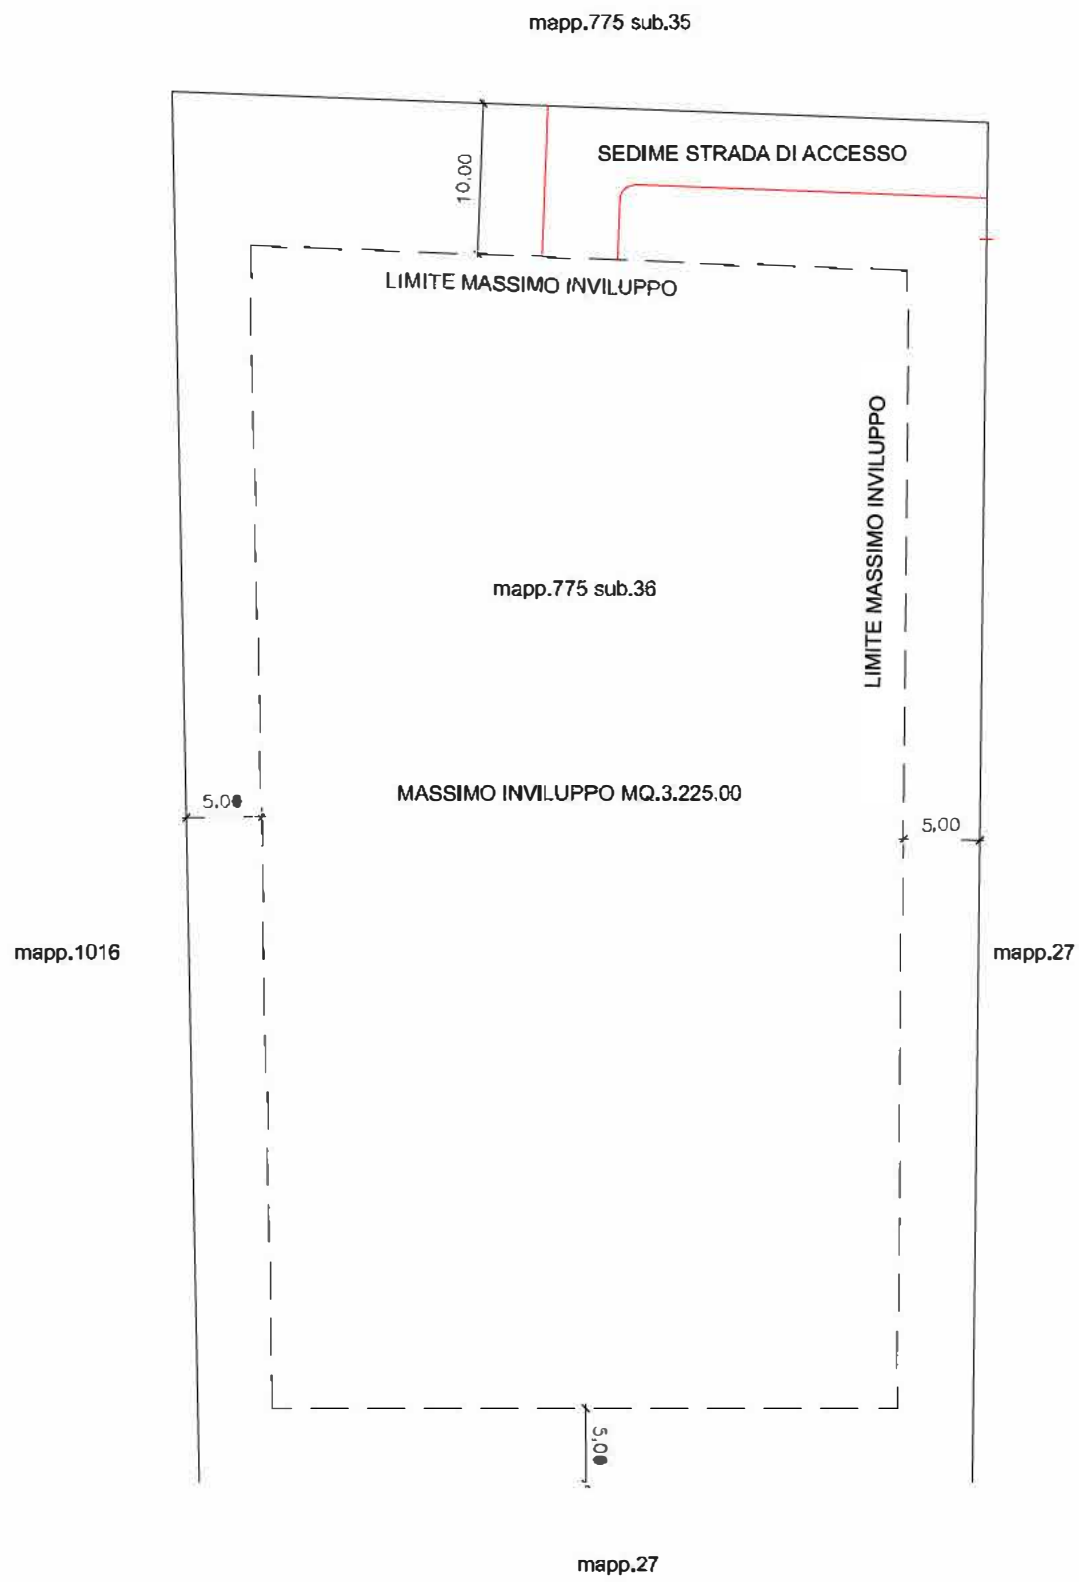 mapp.775 sub.35
SEDIME STRADA DI ACCESSO
10.00
LIMITE MASSIMO INVILUPPO
LIMITE MASSIMO INVILUPPO
mapp.775 sub.36
MASSIMO INVILUPPO MQ.3.225,00
5.00
5,00
mapp.1016
mapp.27
5,00
mapp.27